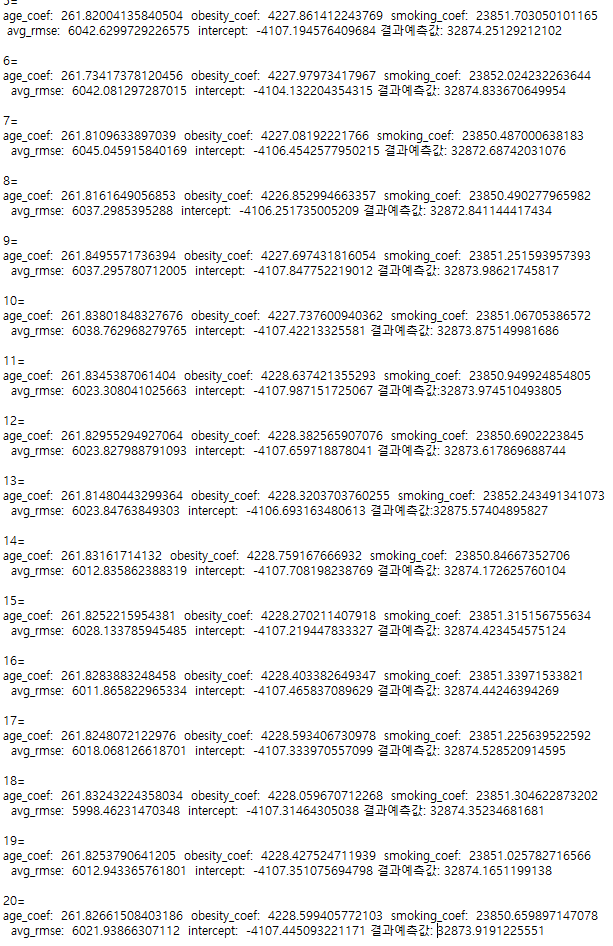 5=
age_coef: 261.82004135840504 obesity_coef: 4227.861412243769 smoking_coef: 23851.703050101165
avg_rmse: 6042.6299729226575 intercept: -4107.194576409684 결과예측값: 32874.25129212102
6=
age_coef: 261.73417378120456 obesity_coef: 4227.97973417967 smoking_coef: 23852.024232263644
avg_rmse: 6042.081297287015 intercept: -4104.132204354315 결과예측값: 32874.833670649954
7=
age_coef: 261.8109633897039 obesity_coef: 4227.08192221766 smoking_coef: 23850.487000638183
avg_rmse: 6045.045915840169 intercept: -4106.4542577950215 결과예측값: 32872.68742031076
8=
age_coef: 261.8161649056853 obesity_coef: 4226.852994663357 smoking_coef: 23850.490277965982
avg_rmse: 6037.2985395288 intercept: -4106.251735005209 결과예측값: 32872.841144417434
9=
age_coef: 261.8495571736394 obesity_coef: 4227.697431816054 smoking_coef: 23851.251593957393
avg_rmse: 6037.295780712005 intercept: -4107.847752219012 결과예측값: 32873.98621745817
10=
age_coef: 261.83801848327676 obesity_coef: 4227.737600940362 smoking_coef: 23851.06705386572
avg_rmse: 6038.762968279765 intercept: -4107.42213325581 결과예측값: 32873.875149981686
11=
age_coef: 261.8345387061404 obesity_coef: 4228.637421355293 smoking_coef: 23850.949924854805
avg_rmse: 6023.308041025663 intercept: -4107.987151725067 결과예측값:32873.974510493805
12=
age_coef: 261.82955294927064 obesity_coef: 4228.382565907076 smoking_coef: 23850.6902223845
avg_rmse: 6023.827988791093 intercept: -4107.659718878041 결과예측값: 32873.617869688744
13=
age_coef: 261.81480443299364 obesity_coef: 4228.3203703760255 smoking_coef: 23852.243491341073
avg_rmse: 6023.84763849303 intercept: -4106.693163480613 결과예측값:32875.57404895827
14=
age_coef: 261.83161714132 obesity_coef: 4228.759167666932 smoking_coef: 23850.84667352706
avg_rmse: 6012.835862388319 intercept: -4107.708198238769 결과예측값: 32874.172625760104
15=
age_coef: 261.8252215954381 obesity_coef: 4228.270211407918 smoking_coef: 23851.315156755634
avg_rmse: 6028.133785945485 intercept: -4107.219447833327 결과예측값: 32874.423454575124
16=
age_coef: 261.8283883248458 obesity_coef: 4228.403382649347 smoking_coef: 23851.33971533821
avg_rmse: 6011.865822965334 intercept: -4107.465837089629 결과예측값: 32874.44246394269
17=
age_coef: 261.8248072122976 obesity_coef: 4228.593406730978 smoking_coef: 23851.225639522592
avg_rmse: 6018.068126618701 intercept: -4107.333970557099 결과예측값: 32874.528520914595
18=
age_coef: 261.83243224358034 obesity_coef: 4228.059670712268 smoking_coef: 23851.304622873202
avg_rmse: 5998.46231470348 intercept: -4107.31464305038 결과예측값: 32874.35234681681
19=
age_coef: 261.8253790641205 obesity_coef: 4228.427524711939 smoking_coef: 23851.025782716566
avg_rmse: 6012.943365761801 intercept: -4107.351075694798 결과예측값: 32874.1651199138
20=
age_coef: 261.82661508403186 obesity_coef: 4228.599405772103 smoking_coef: 23850.659897147078
avg_rmse: 6021.93866307112 intercept: -4107.445093221171 결과예측값: 32873.9191225551